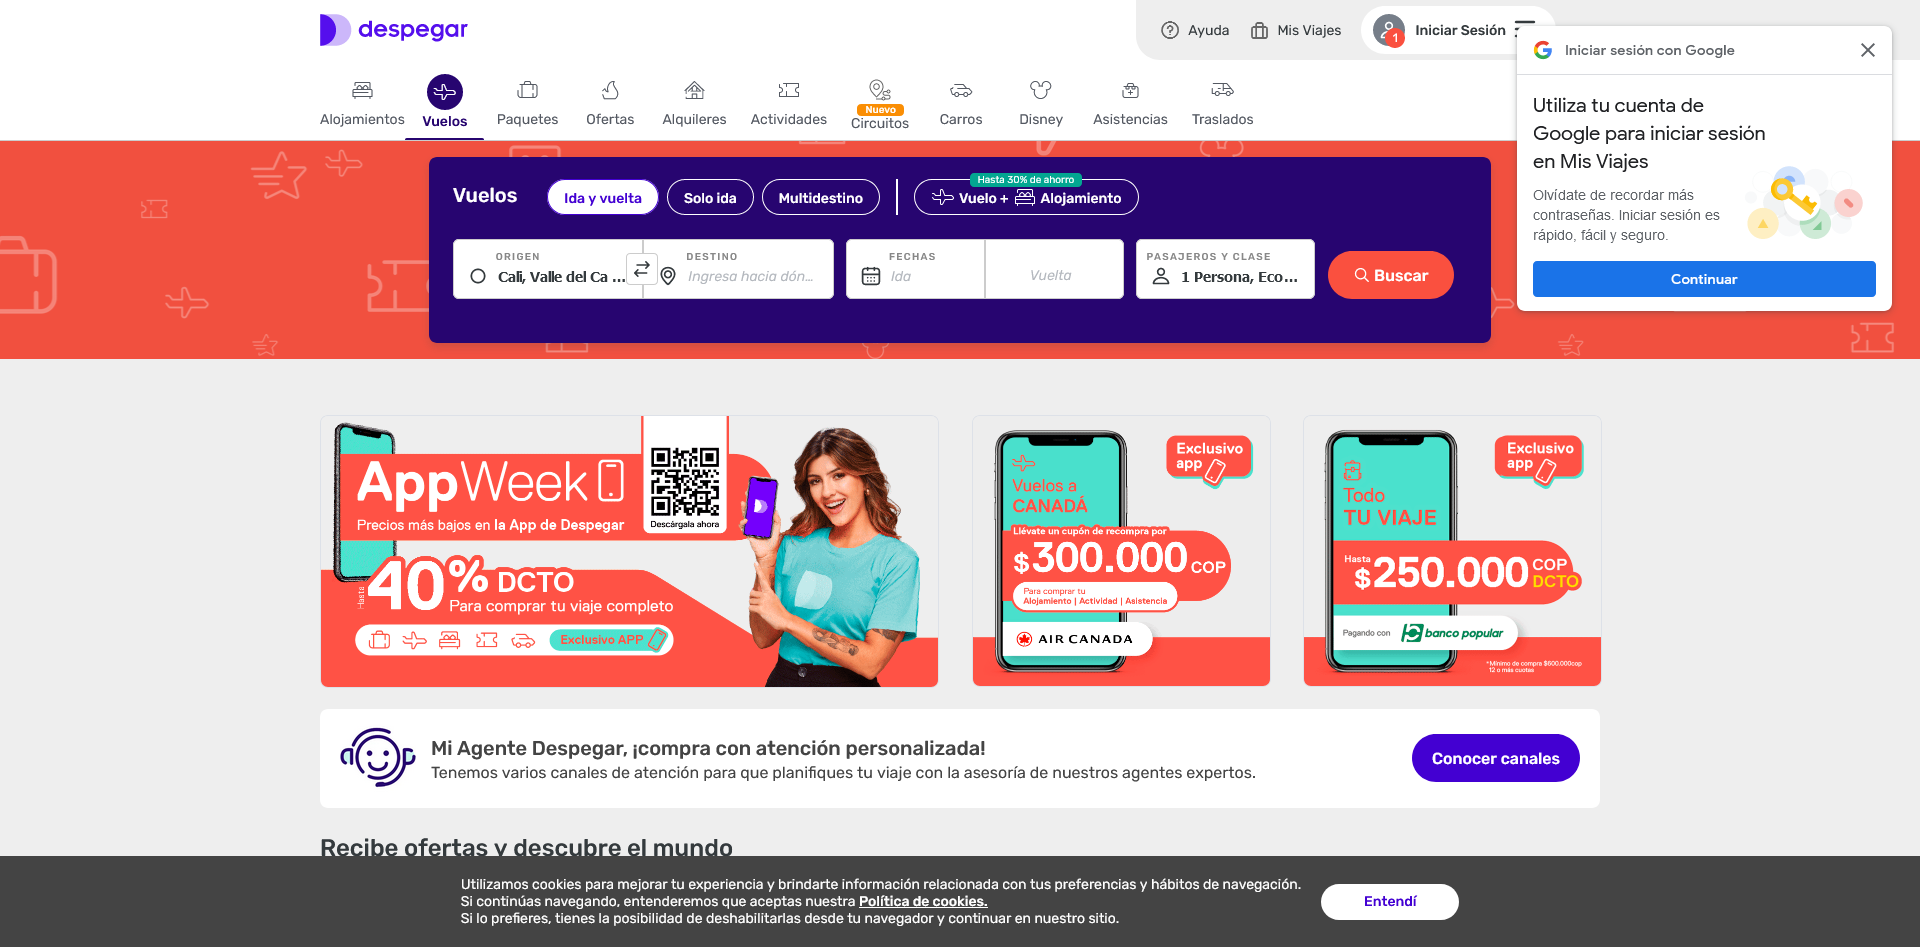 despegar
Ayuda
Mis Viajes
1
Iniciar Sesión
Alojamientos
Vuelos
Paquetes
Ofertas
Alquileres
Actividades
Nuevo
Circuitos
Carros
Disney
Asistencias
Traslados
Iniciar sesión con Google
Utiliza tu cuenta de
Google para iniciar sesión
en Mis Viajes
Olvídate de recordar más
contraseñas. Iniciar sesión es
rápido, fácil y seguro.
Continuar
Vuelos
Ida y vuelta
Solo ida
Multidestino
Hasta 30% de ahorro
Vuelo + Alojamiento
ORIGEN
Cali, Valle del Ca ...
DESTINO
Ingresa hacia dón...
FECHAS
Ida
Vuelta
PASAJEROS Y CLASE
1 Persona, Eco...
Buscar
AppWeek
Precios más bajos en la App de Despegar
Descárgala ahora
Hasta 40% DCTO
Para comprar tu viaje completo
Exclusivo APP
Exclusivo
app
Vuelos a
CANADÁ
Llévate un cupón de recompra por
$300.000 COP
Para comprar tu
Alojamiento | Actividad | Asistencia
AIR CANADA
Exclusivo
app
Todo
TU VIAJE
Hasta
$250.000 COP
DCTO
Pagando con banco popular
*Mínimo de compra $600.000cop
12 o más cuotas
Mi Agente Despegar, ¡compra con atención personalizada!
Tenemos varios canales de atención para que planifiques tu viaje con la asesoría de nuestros agentes expertos.
Conocer canales
Recibe ofertas y descubre el mundo
Utilizamos cookies para mejorar tu experiencia y brindarte información relacionada con tus preferencias y hábitos de navegación.
Si continúas navegando, entenderemos que aceptas nuestra Política de cookies.
Si lo prefieres, tienes la posibilidad de deshabilitarlas desde tu navegador y continuar en nuestro sitio.
Entendí